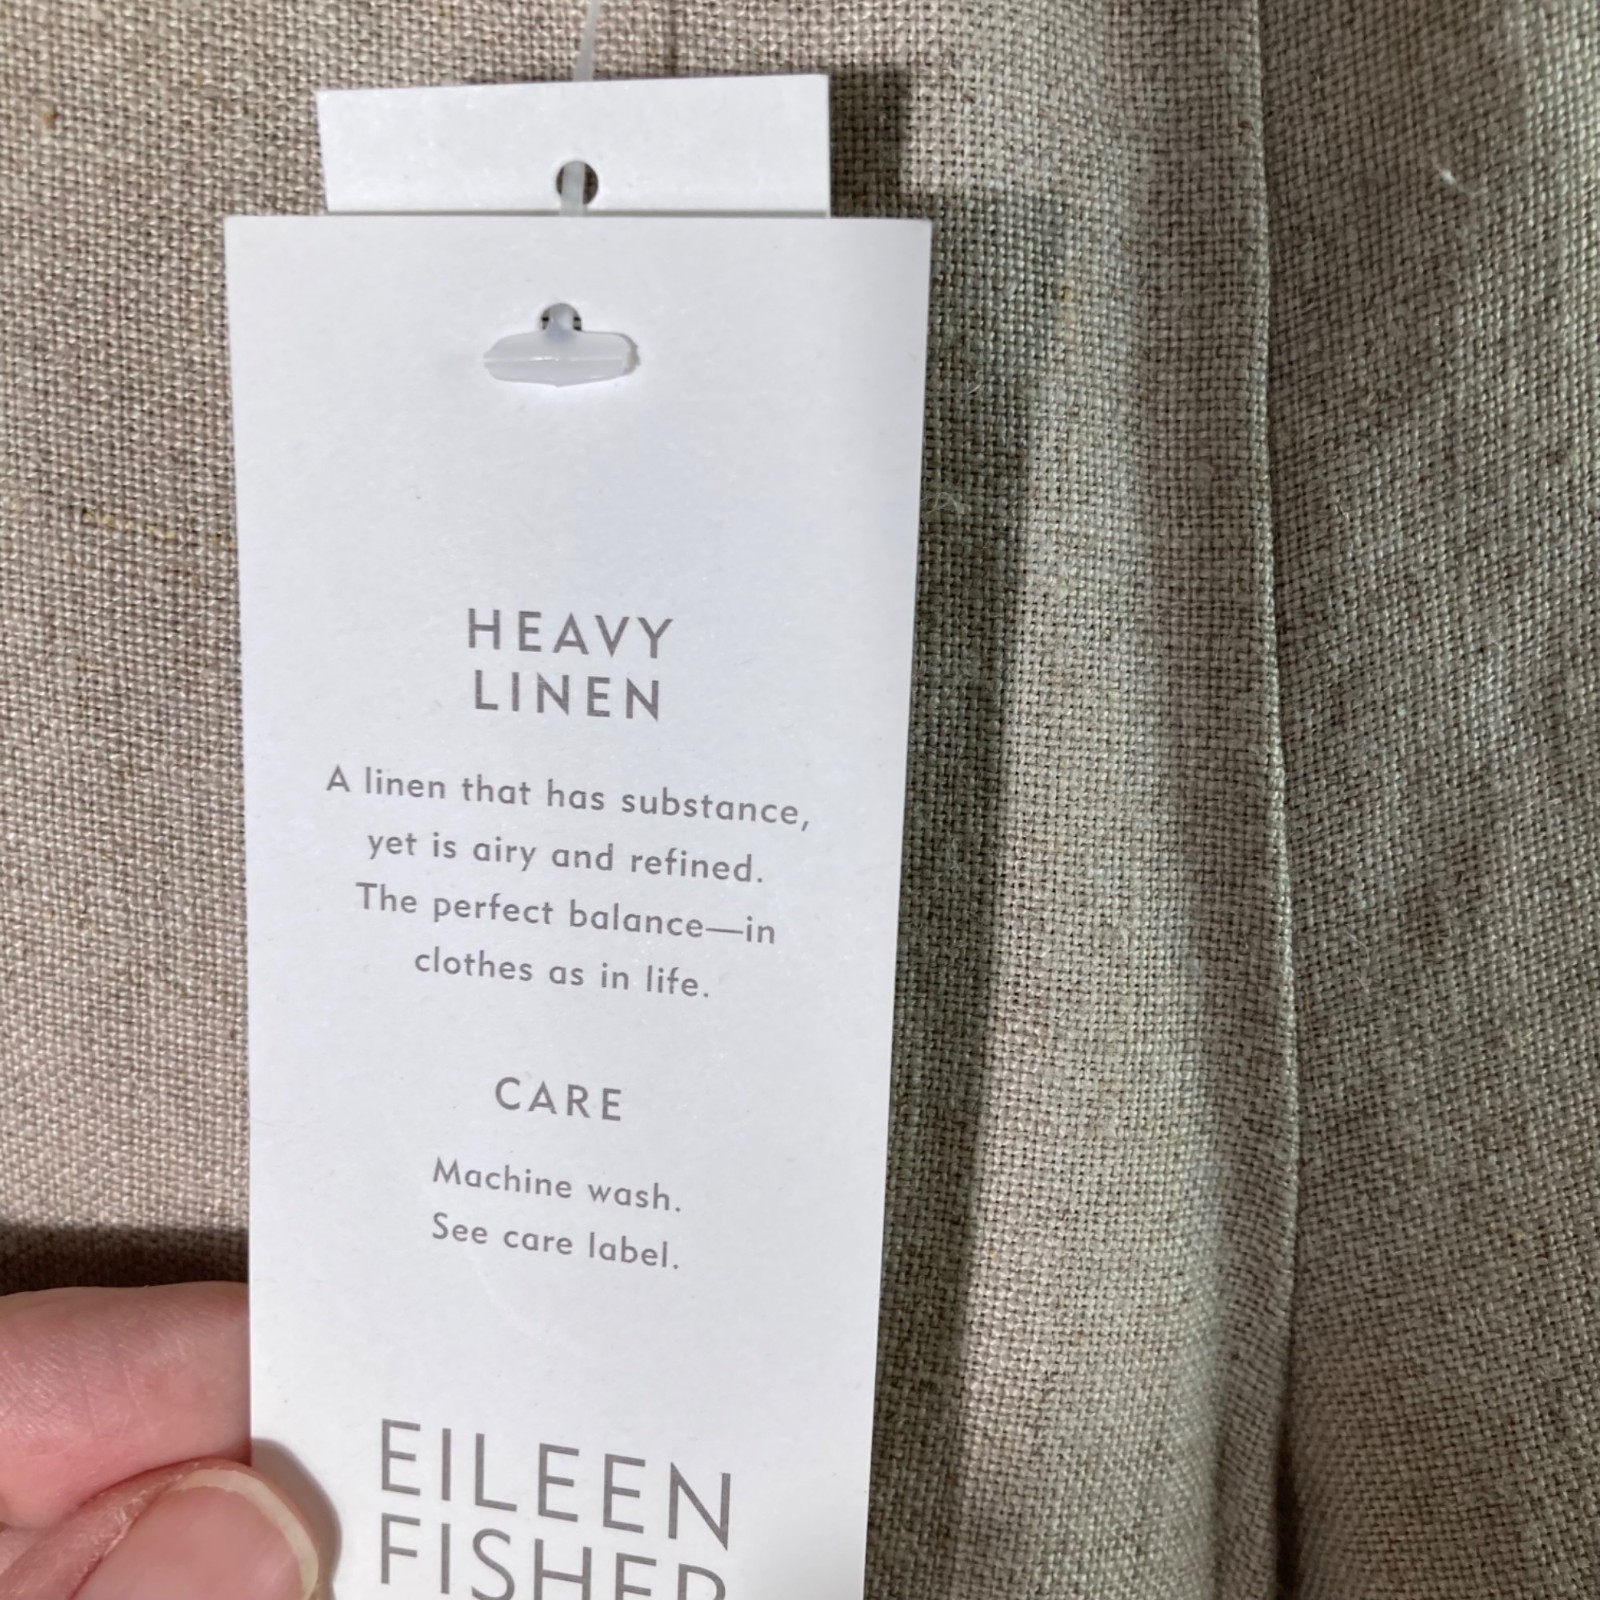 HEAVY
LINEN
A linen that has substance,
yet is airy and refined.
The perfect balance—in
clothes as in life.
CARE
Machine wash.
See care label.
EILEEN
FISHER